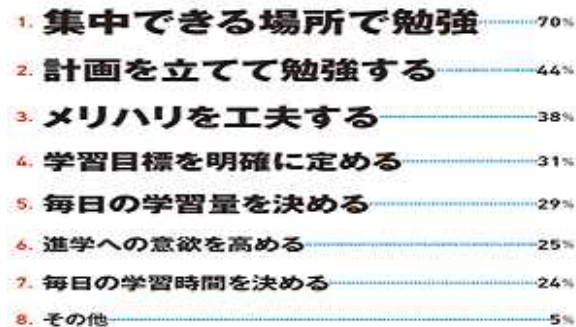 1. 集中できる場所で勉強 70%
2. 計画を立てて勉強する 44%
3. メリハリを工夫する 38%
4. 学習目標を明確に定める 31%
5. 毎日の学習量を決める 29%
6. 進学への意欲を高める 25%
7. 毎日の学習時間を決める 24%
8. その他 5%